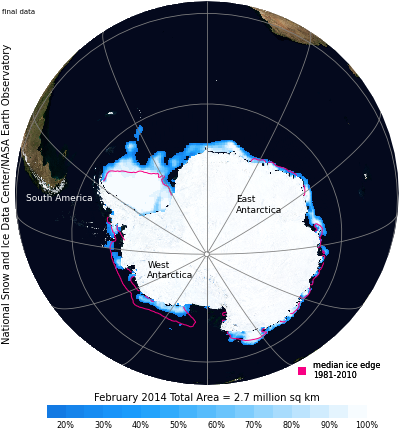 final data
National Snow and Ice Data Center/NASA Earth Observatory
South America
East
Antarctica
West
Antarctica
median ice edge
1981-2010
February 2014 Total Area = 2.7 million sq km
20% 30% 40% 50% 60% 70% 80% 90% 100%